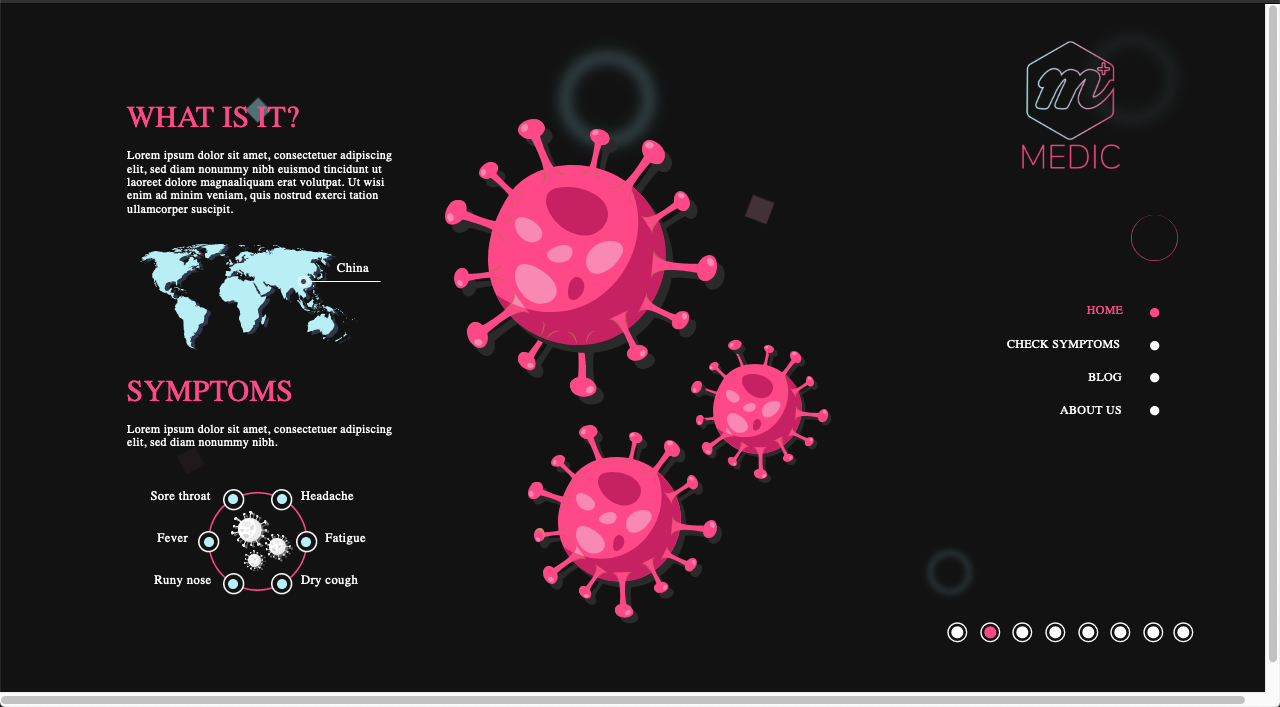 WHAT IS IT?
Lorem ipsum dolor sit amet, consectetuer adipiscing
elit, sed diam nonummy nibh euismod tincidunt ut
laoreet dolore magnaaliquam erat volutpat. Ut wisi
enim ad minim veniam, quis nostrud exerci tation
ullamcorper suscipit.
China
SYMPTOMS
Lorem ipsum dolor sit amet, consectetuer adipiscing
elit, sed diam nonummy nibh.
Sore throat
Headache
Fever
Fatigue
Runy nose
Dry cough
m+
MEDIC
HOME
CHECK SYMPTOMS
BLOG
ABOUT US